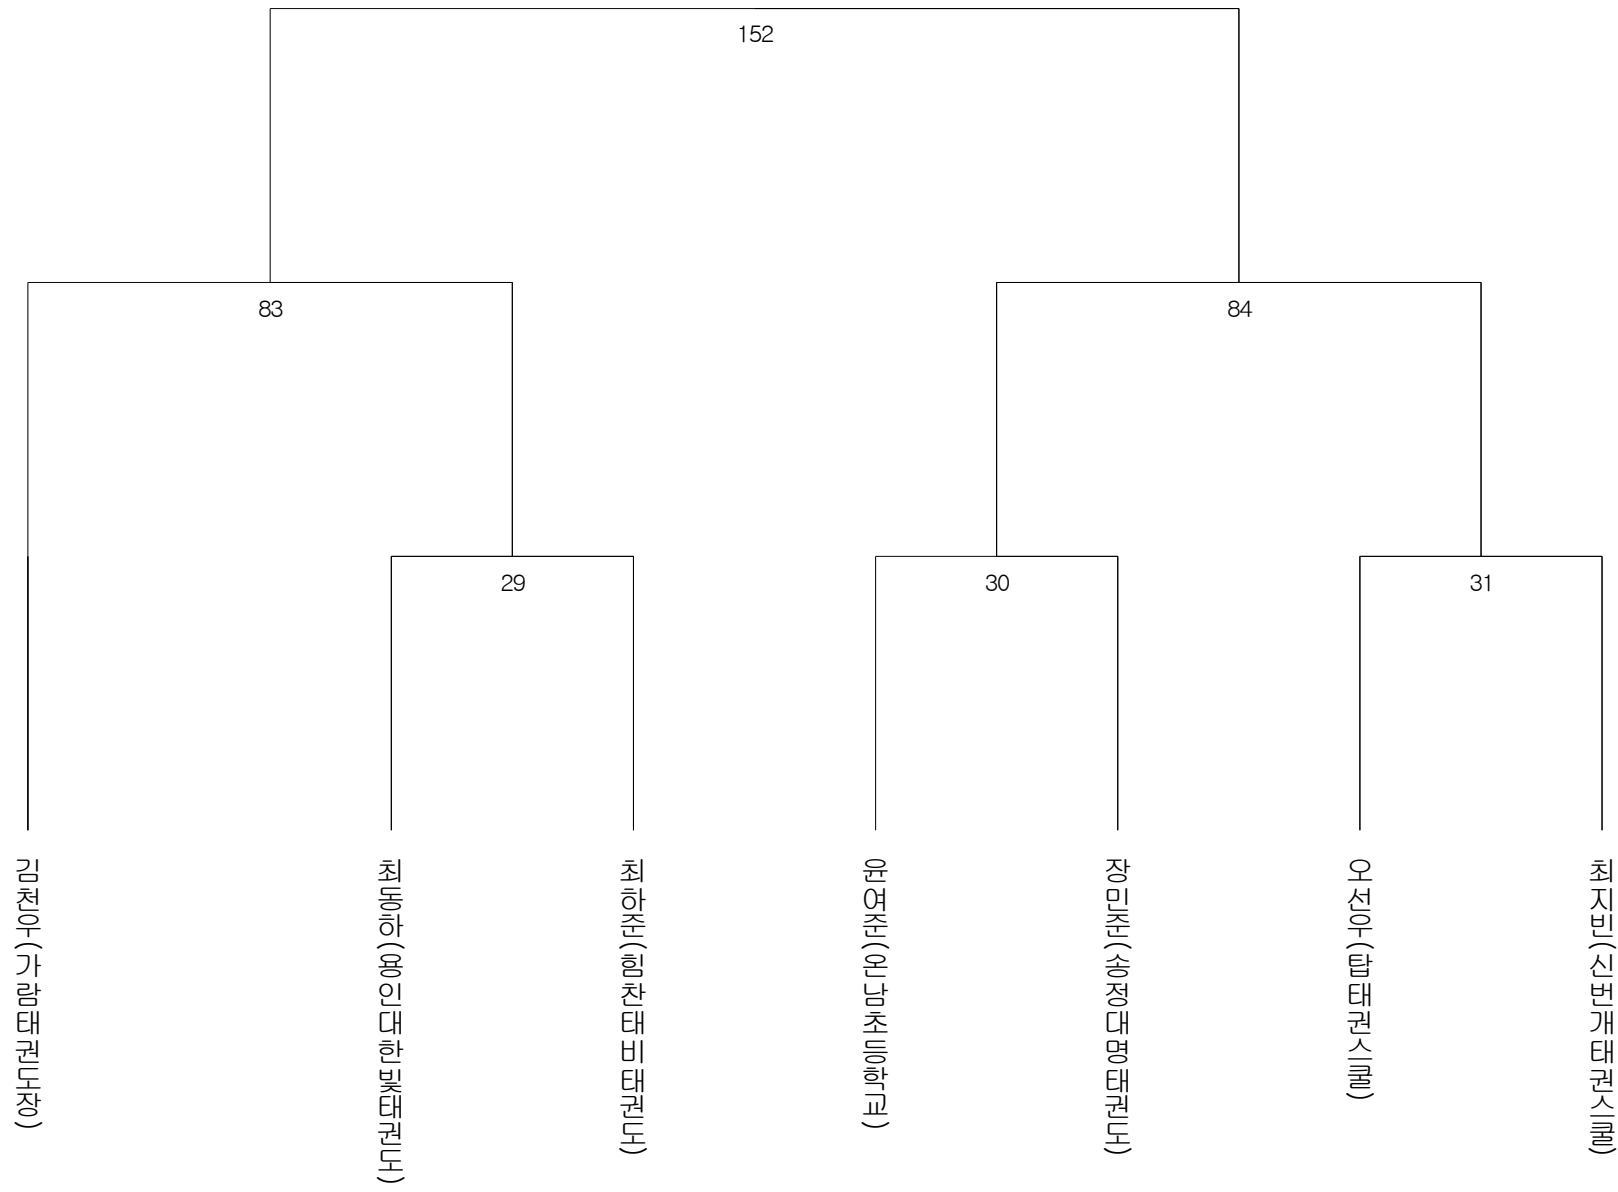 152
83
84
29
30
31
김천우(가람태권도장)
최동하(용인대한빛태권도)
최하준(힘찬태비태권도)
윤여준(온남초등학교)
장민준(송정대명태권도)
오선우(탑태권스쿨)
최지빈(신번개태권스쿨)